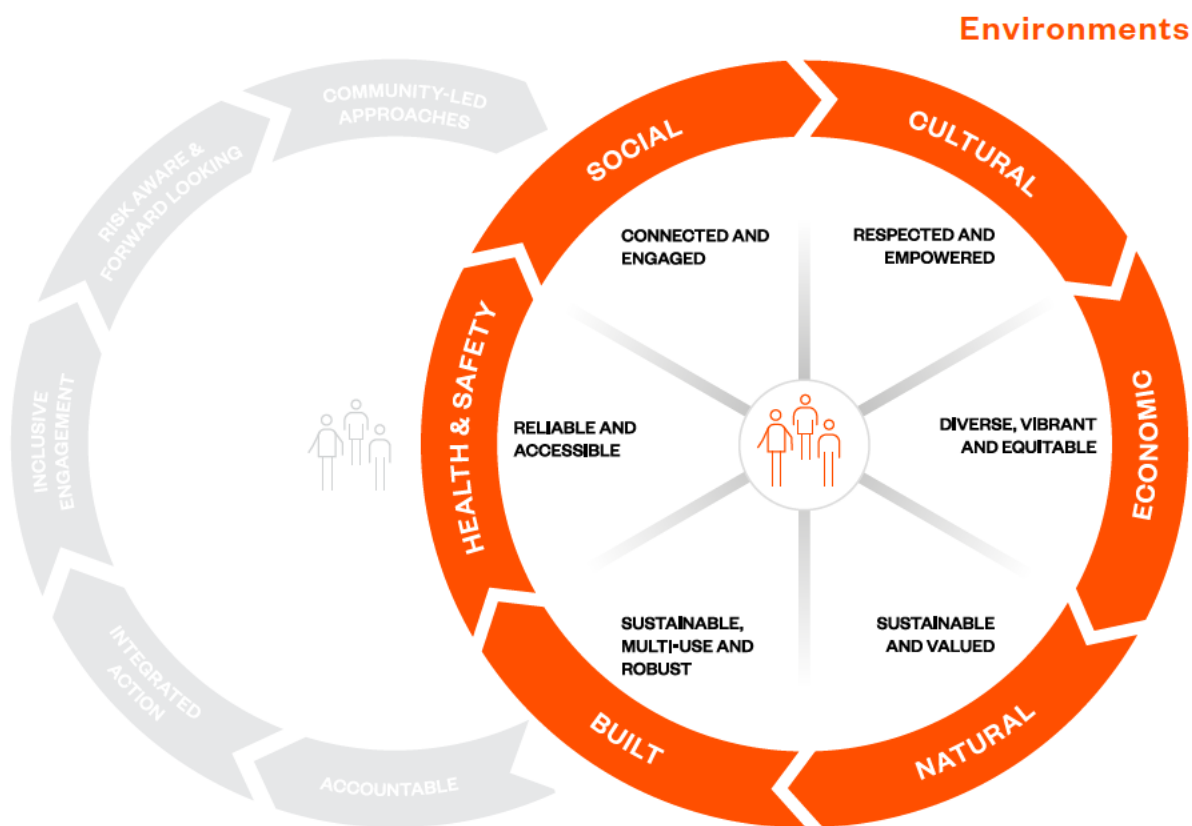 Environments
COMMUNITY-LED
APPROACHES
RISK AWARE &
FORWARD LOOKING
INCLUSIVE
ENGAGEMENT
INTEGRATED
ACTION
ACCOUNTABLE
SOCIAL
CULTURAL
ECONOMIC
NATURAL
BUILT
HEALTH & SAFETY
CONNECTED AND
ENGAGED
RESPECTED AND
EMPOWERED
RELIABLE AND
ACCESSIBLE
DIVERSE, VIBRANT
AND EQUITABLE
SUSTAINABLE,
MULTI-USE AND
ROBUST
SUSTAINABLE
AND VALUED